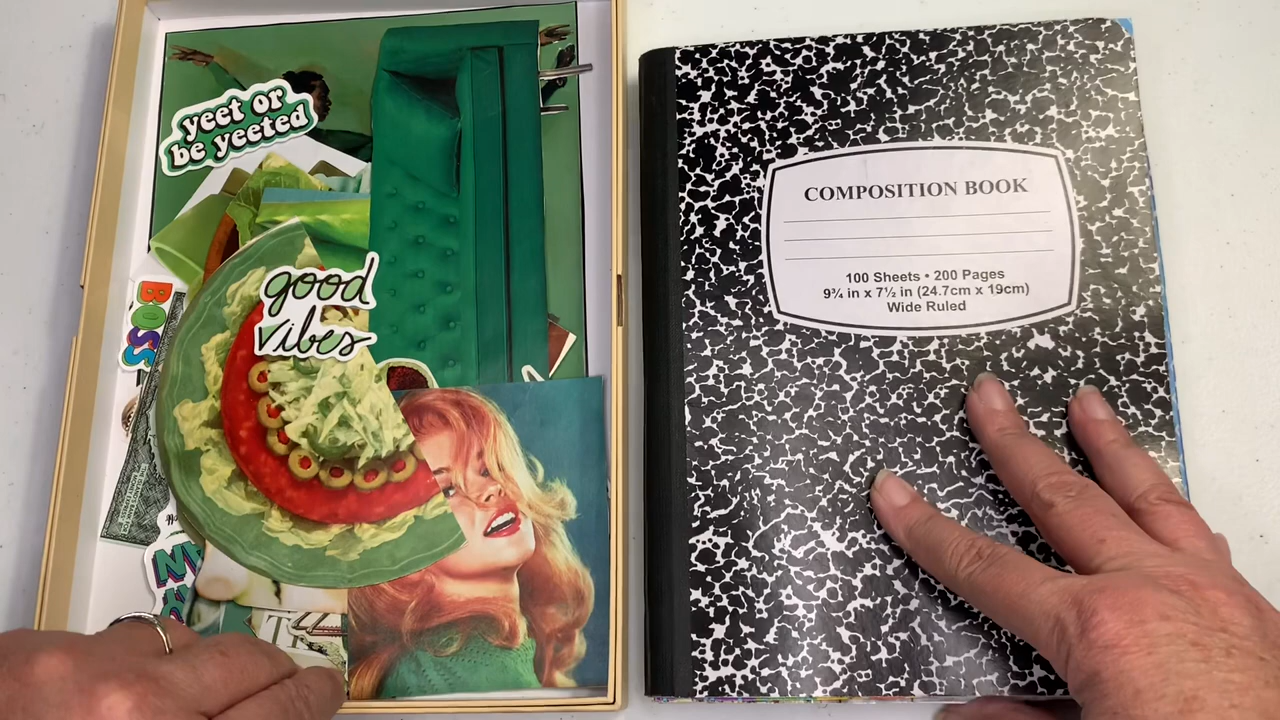 yeet or
be yeeted
good
vibes
BOSS
COMPOSITION BOOK
100 Sheets • 200 Pages
9¾ in x 7½ in (24.7cm x 19cm)
Wide Ruled